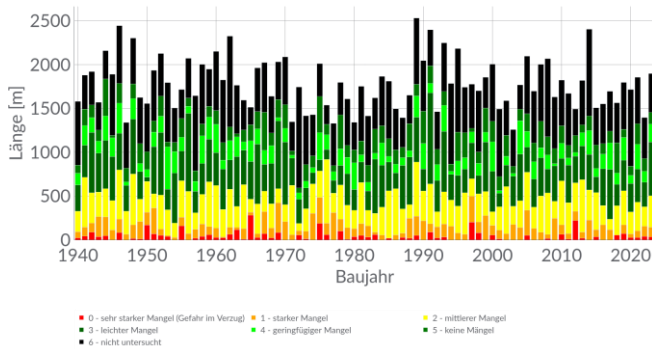 Länge [m]
2500
2000
1500
1000
500
0
1940 1950 1960 1970 1980 1990 2000 2010 2020
Baujahr
0 - sehr starker Mangel (Gefahr im Verzug) 1 - starker Mangel 2 - mittlerer Mangel
3 - leichter Mangel 4 - geringfügiger Mangel 5 - keine Mängel
6 - nicht untersucht